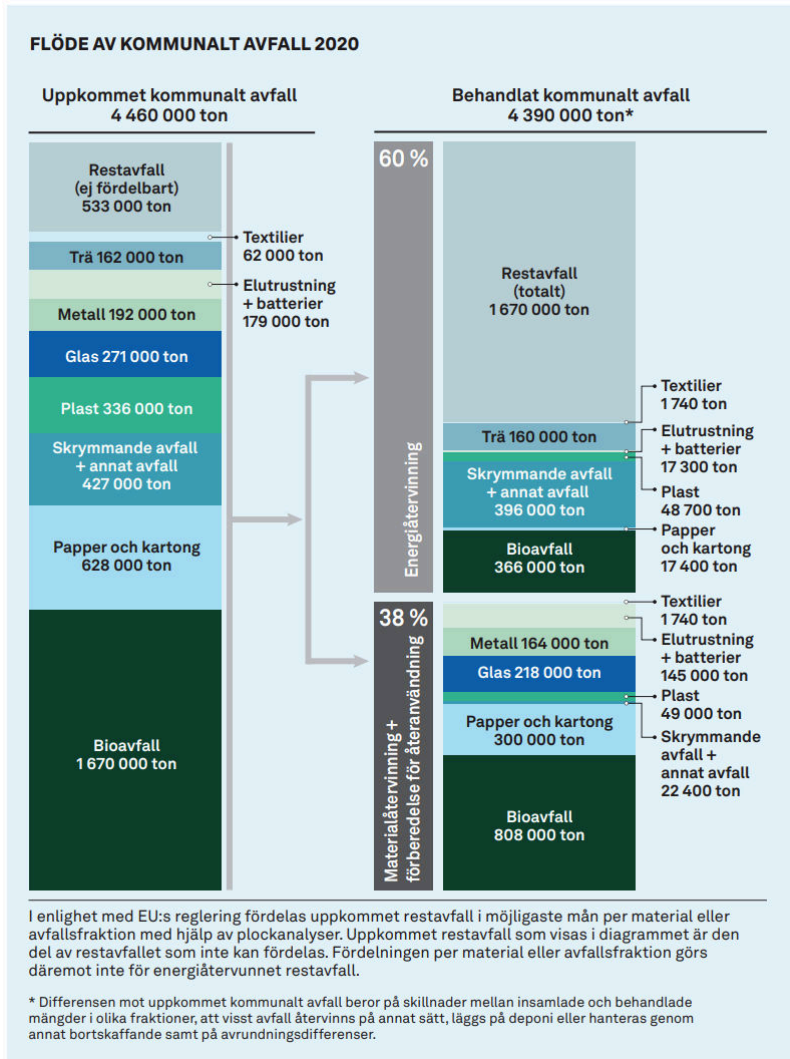 FLÖDE AV KOMMUNALT AVFALL 2020
Uppkommet kommunalt avfall
4 460 000 ton
Restavfall
(ej fördelbart)
533 000 ton
Textilier
62 000 ton
Trä 162 000 ton
Elutrustning
+ batterier
179 000 ton
Metall 192 000 ton
Glas 271 000 ton
Plast 336 000 ton
Skrymmande avfall
+ annat avfall
427 000 ton
Papper och kartong
628 000 ton
Bioavfall
1 670 000 ton
Behandlat kommunalt avfall
4 390 000 ton*
60 %
Energiåtervinning
Restavfall
(totalt)
1 670 000 ton
Textilier
1 740 ton
Trä 160 000 ton
Elutrustning
+ batterier
17 300 ton
Plast
48 700 ton
Skrymmande avfall
+ annat avfall
396 000 ton
Papper
och kartong
17 400 ton
Bioavfall
366 000 ton
38 %
Materialåtervinning +
förberedelse för återanvändning
Textilier
1 740 ton
Elutrustning
+ batterier
145 000 ton
Metall 164 000 ton
Glas 218 000 ton
Plast
49 000 ton
Skrymmande
avfall +
annat avfall
22 400 ton
Papper och kartong
300 000 ton
Bioavfall
808 000 ton
I enlighet med EU:s reglering fördelas uppkommet restavfall i möjligaste mån per material eller
avfallsfraktion med hjälp av plockanalyser. Uppkommet restavfall som visas i diagrammet är den
del av restavfallet som inte kan fördelas. Fördelningen per material eller avfallsfraktion görs
däremot inte för energiåtervunnet restavfall.
* Differensen mot uppkommet kommunalt avfall beror på skillnader mellan insamlade och behandlade
mängder i olika fraktioner, att visst avfall återvinns på annat sätt, läggs på deponi eller hanteras genom
annat bortskaffande samt på avrundningsdifferenser.